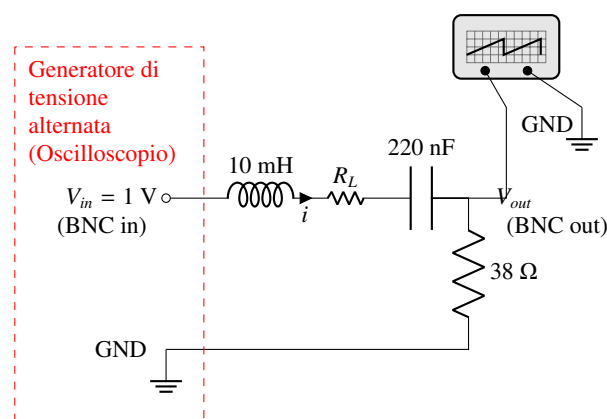 Generatore di
tensione
alternata
(Oscilloscopio)
GND
10 mH
220 nF
V_in = 1 V
(BNC in)
i
R_L
V_out
(BNC out)
38 Ω
GND